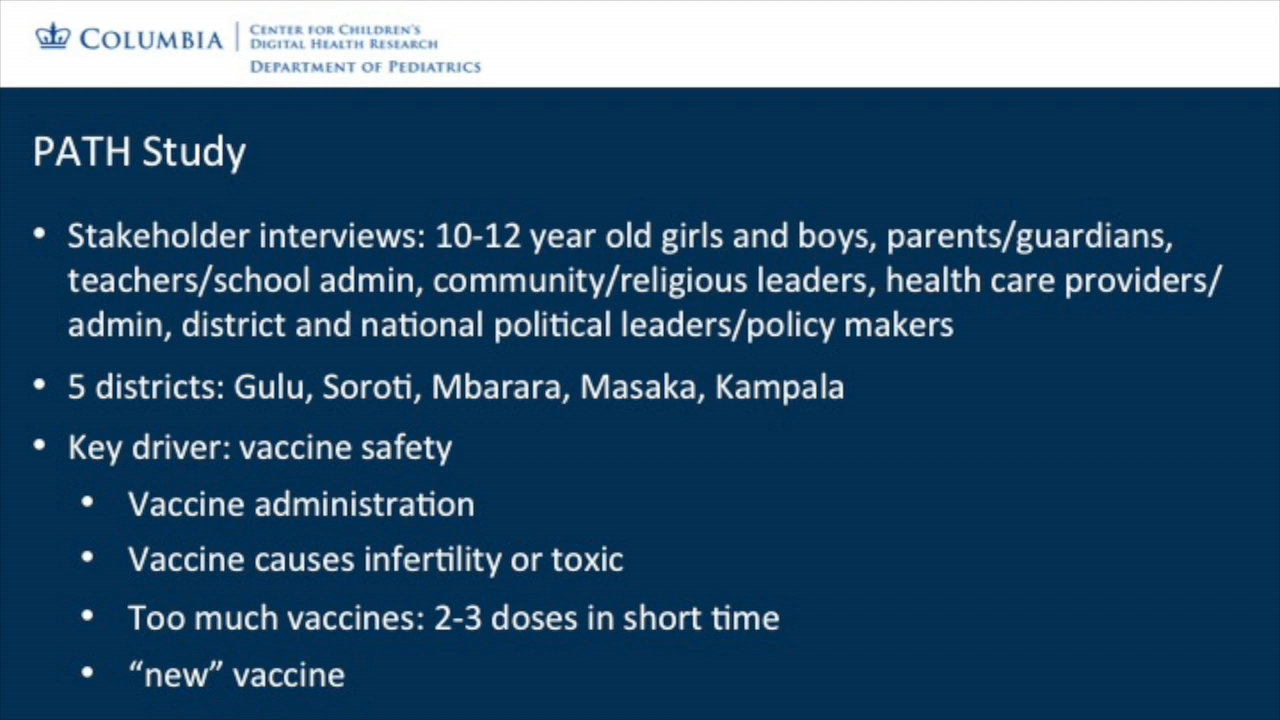 COLUMBIA
CENTER FOR CHILDREN'S
DIGITAL HEALTH RESEARCH
DEPARTMENT OF PEDIATRICS
PATH Study
• Stakeholder interviews: 10-12 year old girls and boys, parents/guardians,
teachers/school admin, community/religious leaders, health care providers/
admin, district and national political leaders/policy makers
• 5 districts: Gulu, Soroti, Mbarara, Masaka, Kampala
• Key driver: vaccine safety
• Vaccine administration
• Vaccine causes infertility or toxic
• Too much vaccines: 2-3 doses in short time
• “new” vaccine